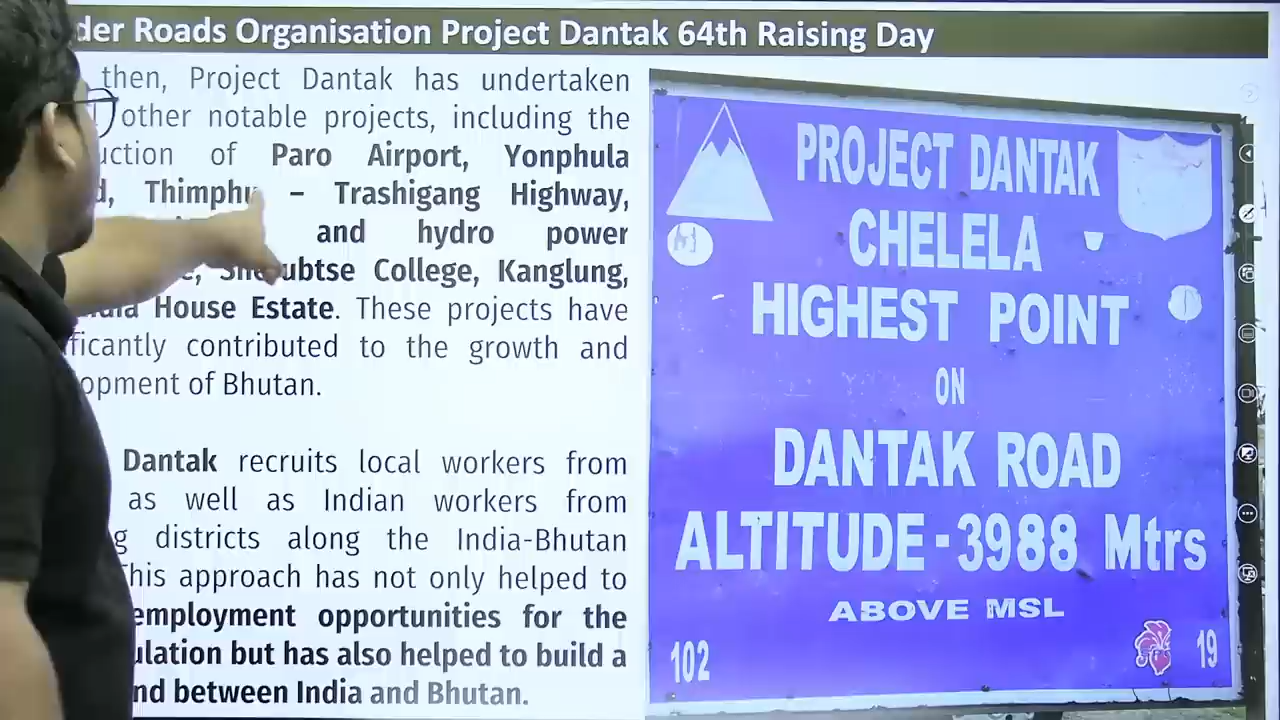 der Roads Organisation Project Dantak 64th Raising Day
then, Project Dantak has undertaken
other notable projects, including the
uction of Paro Airport, Yonphula
d, Thimphu – Trashigang Highway,
and hydro power
ubtse College, Kanglung,
House Estate. These projects have
ficantly contributed to the growth and
opment of Bhutan.
Dantak recruits local workers from
as well as Indian workers from
g districts along the India-Bhutan
This approach has not only helped to
employment opportunities for the
ulation but has also helped to build a
nd between India and Bhutan.
PROJECT DANTAK
CHELELA
HIGHEST POINT
ON
DANTAK ROAD
ALTITUDE - 3988 Mtrs
ABOVE MSL
102
19